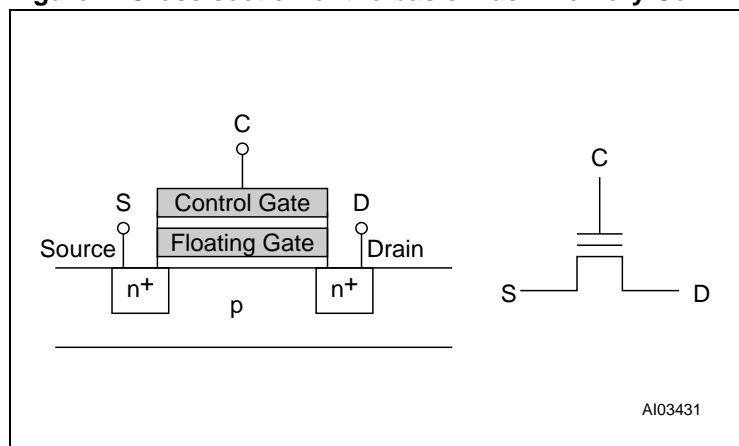 C
S
Control Gate
D
Source
Floating Gate
Drain
n+
p
n+
C
S
D
AI03431